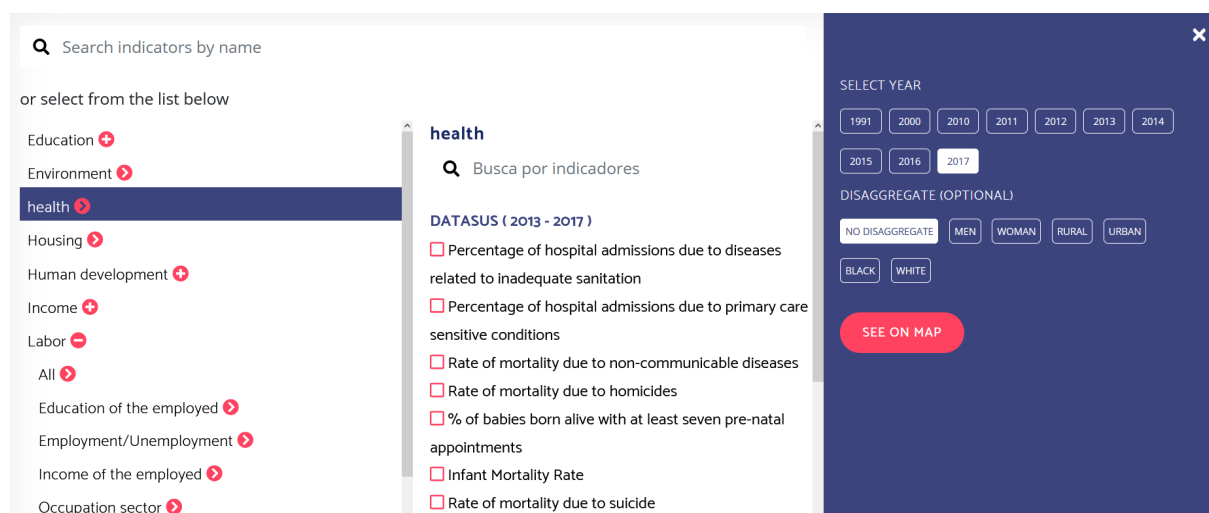 Search indicators by name
or select from the list below
Education
Environment
health
Housing
Human development
Income
Labor
All
Education of the employed
Employment/Unemployment
Income of the employed
Occupation sector
health
Busca por indicadores
DATASUS ( 2013 - 2017 )
Percentage of hospital admissions due to diseases
related to inadequate sanitation
Percentage of hospital admissions due to primary care
sensitive conditions
Rate of mortality due to non-communicable diseases
Rate of mortality due to homicides
% of babies born alive with at least seven pre-natal
appointments
Infant Mortality Rate
Rate of mortality due to suicide
SELECT YEAR
1991 2000 2010 2011 2012 2013 2014
2015 2016 2017
DISAGGREGATE (OPTIONAL)
NO DISAGGREGATE MEN WOMAN RURAL URBAN
BLACK WHITE
SEE ON MAP